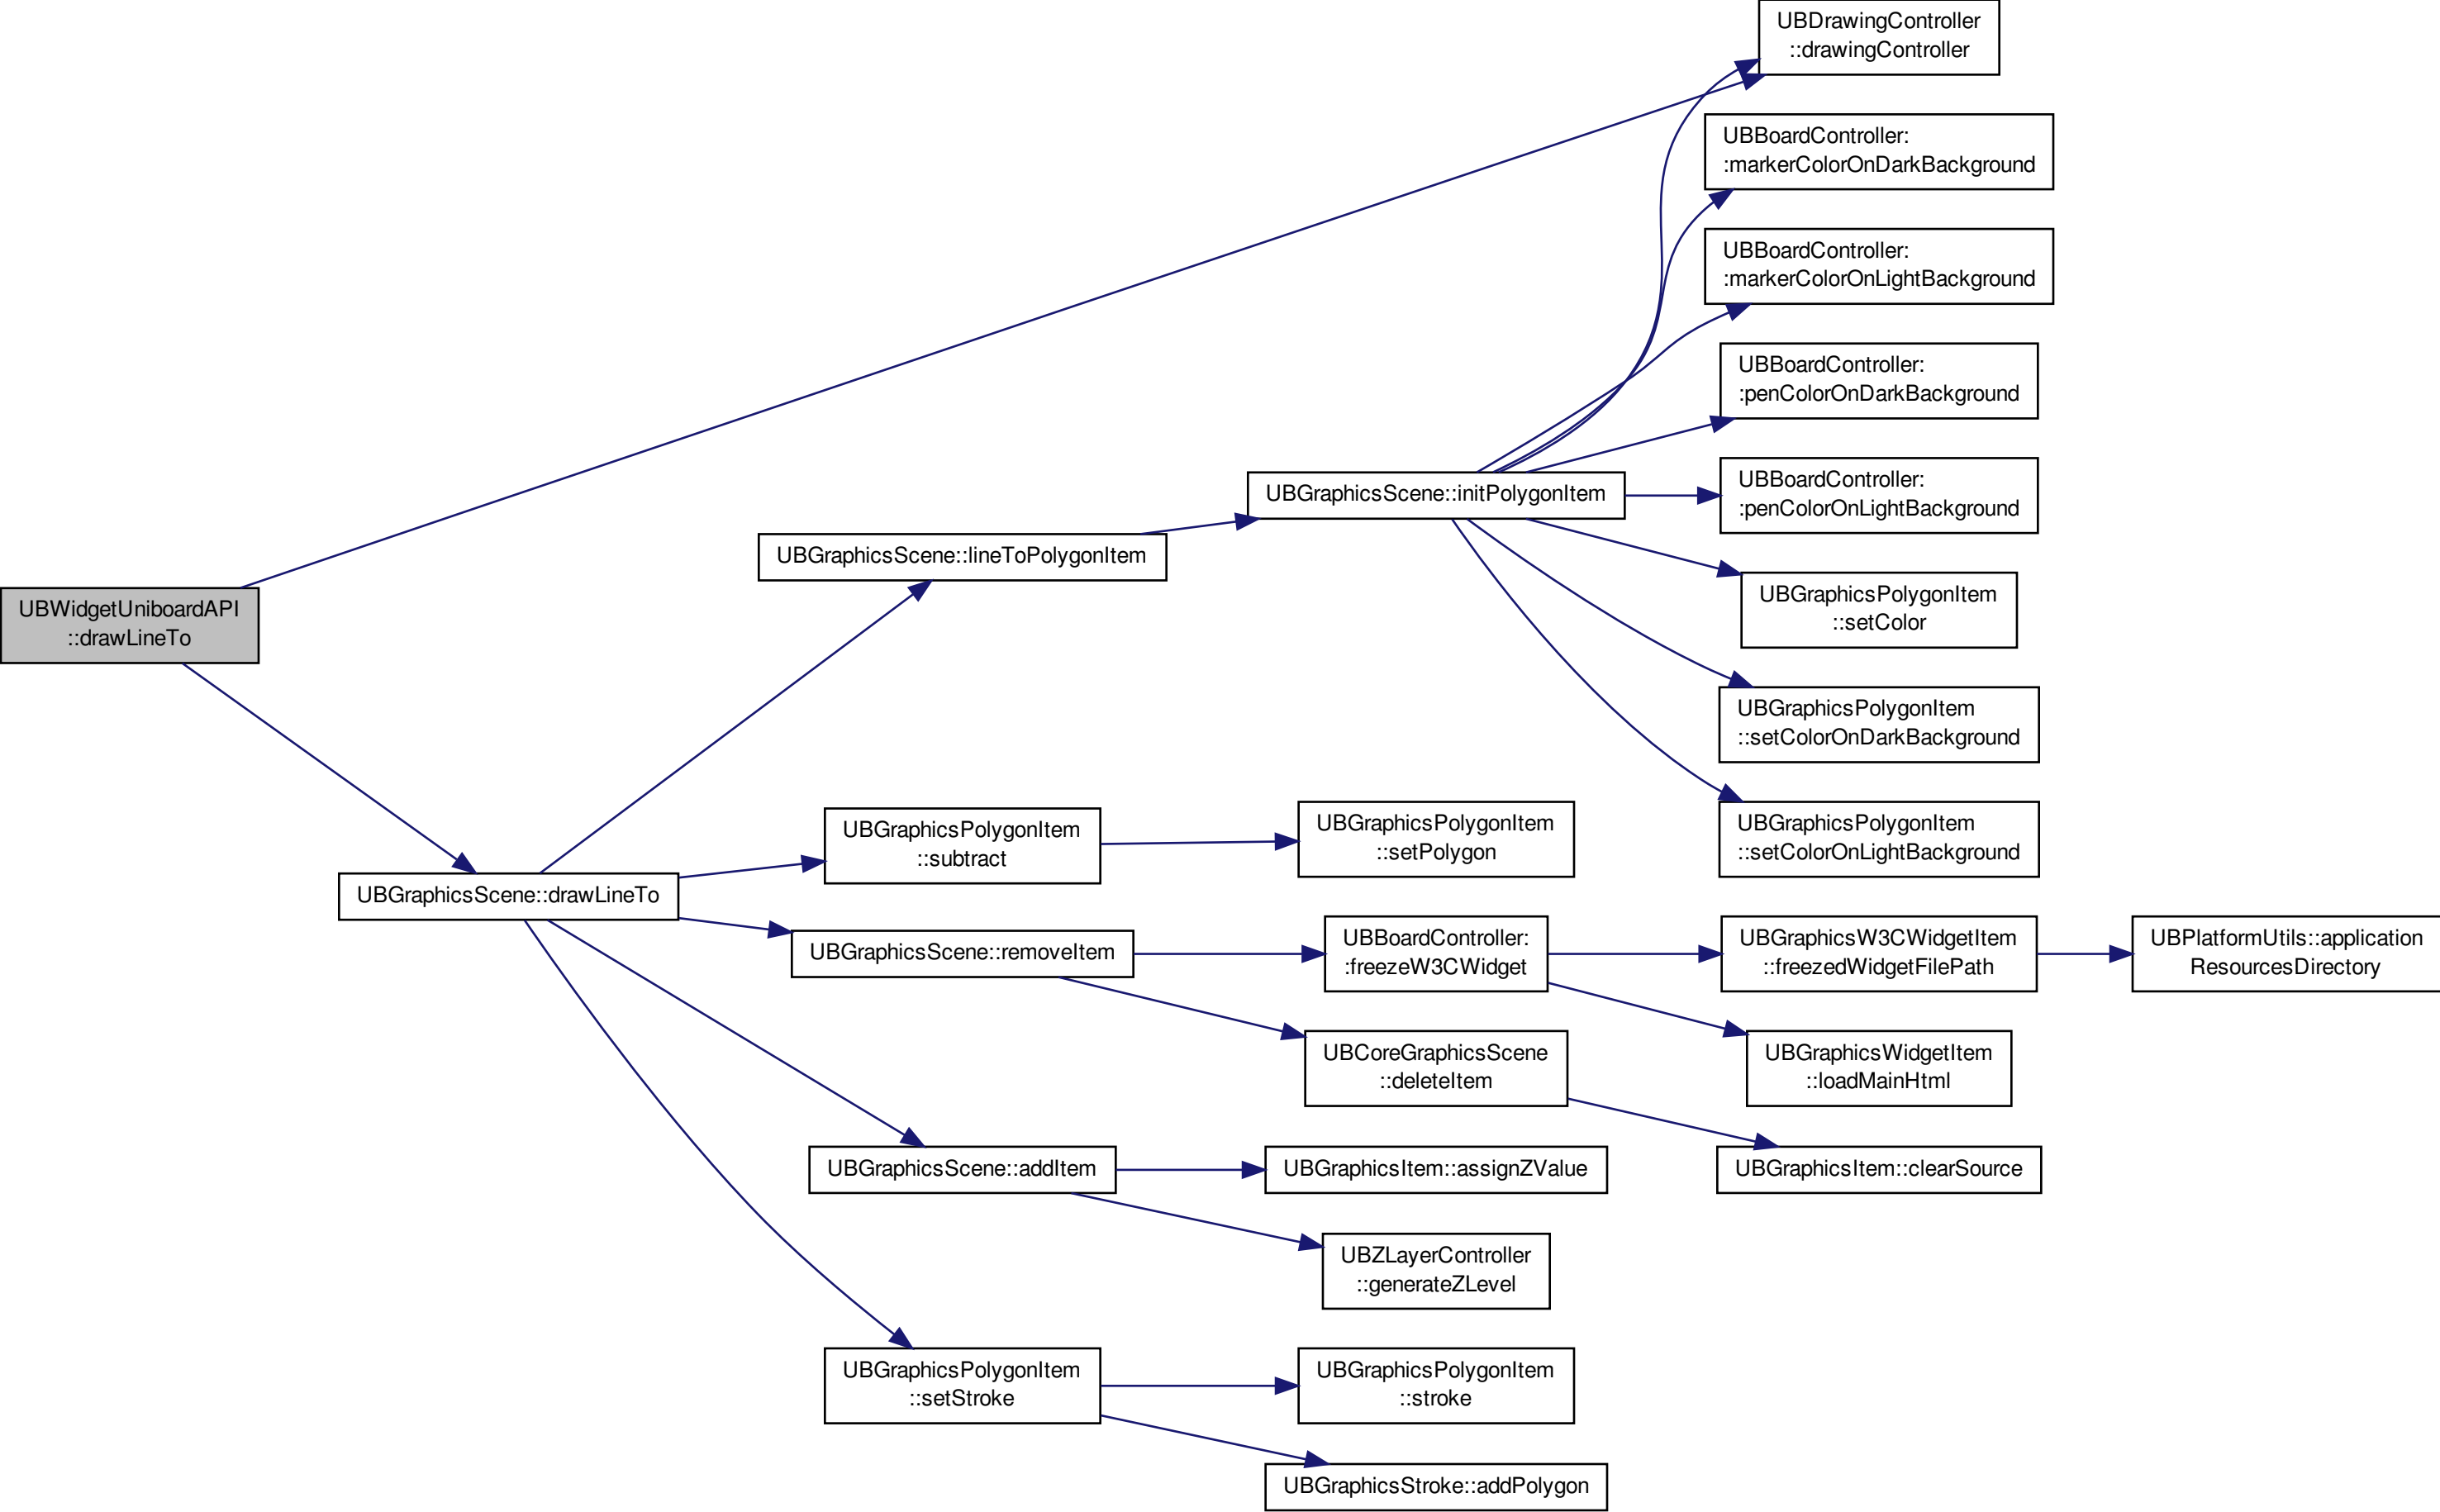 UBDrawingController
::drawingController
UBBoardController:
:markerColorOnDarkBackground
UBBoardController:
:markerColorOnLightBackground
UBBoardController:
:penColorOnDarkBackground
UBGraphicsScene::initPolygonItem
UBBoardController:
:penColorOnLightBackground
UBGraphicsScene::lineToPolygonItem
UBWidgetUniboardAPI
::drawLineTo
UBGraphicsPolygonItem
::setColor
UBGraphicsPolygonItem
::setColorOnDarkBackground
UBGraphicsPolygonItem
::subtract
UBGraphicsPolygonItem
::setPolygon
UBGraphicsPolygonItem
::setColorOnLightBackground
UBGraphicsScene::drawLineTo
UBGraphicsScene::removeItem
UBBoardController:
:freezeW3CWidget
UBGraphicsW3CWidgetItem
::freezedWidgetFilePath
UBPlatformUtils::application
ResourcesDirectory
UBCoreGraphicsScene
::deleteItem
UBGraphicsWidgetItem
::loadMainHtml
UBGraphicsScene::addItem
UBGraphicsItem::assignZValue
UBGraphicsItem::clearSource
UBZLayerController
::generateZLevel
UBGraphicsPolygonItem
::setStroke
UBGraphicsPolygonItem
::stroke
UBGraphicsStroke::addPolygon